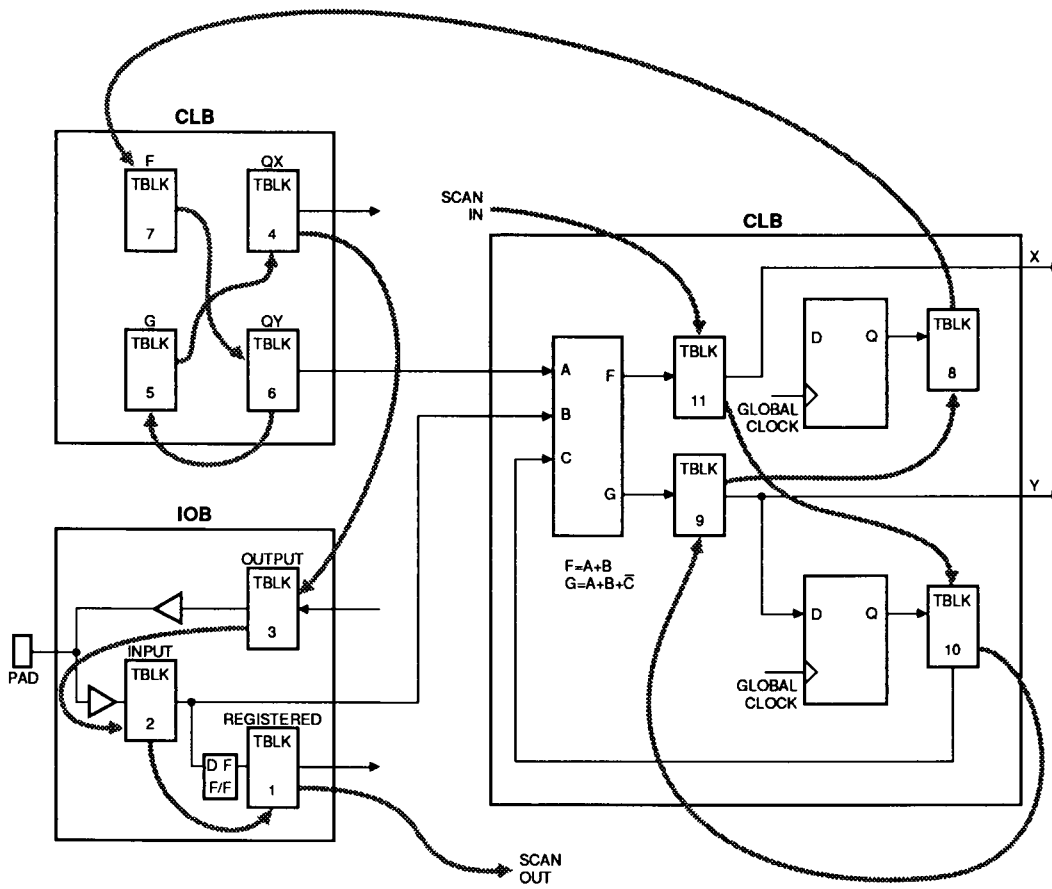 CLB
F
TBLK
7
QX
TBLK
4
G
TBLK
5
QY
TBLK
6
SCAN
IN
CLB
X
A
B
C
F
G
TBLK
11
D
Q
GLOBAL
CLOCK
TBLK
8
TBLK
9
Y
F=A+B
G=A+B+C̅
D
Q
GLOBAL
CLOCK
TBLK
10
IOB
OUTPUT
TBLK
3
PAD
INPUT
TBLK
2
REGISTERED
D F
F/F
TBLK
1
SCAN
OUT